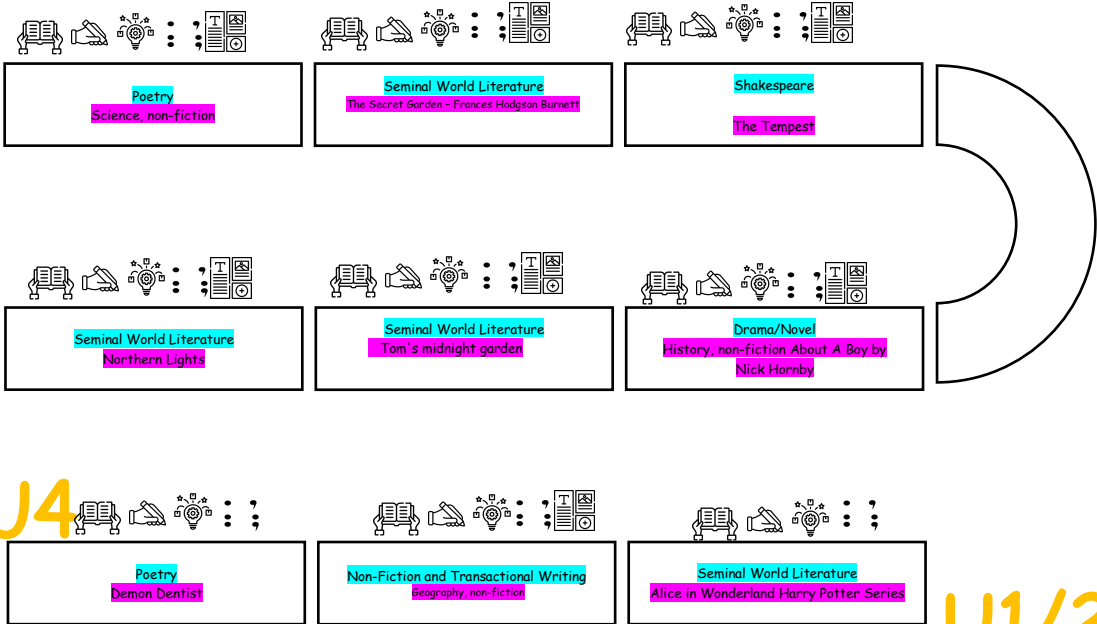 Poetry
Science, non-fiction
Seminal World Literature
The Secret Garden – Frances Hodgson Burnett
Shakespeare
The Tempest
Seminal World Literature
Northern Lights
Seminal World Literature
Tom's midnight garden
Drama/Novel
History, non-fiction About A Boy by
Nick Hornby
J4
Poetry
Demon Dentist
Non-Fiction and Transactional Writing
Geography, non-fiction
Seminal World Literature
Alice in Wonderland Harry Potter Series
U1/2